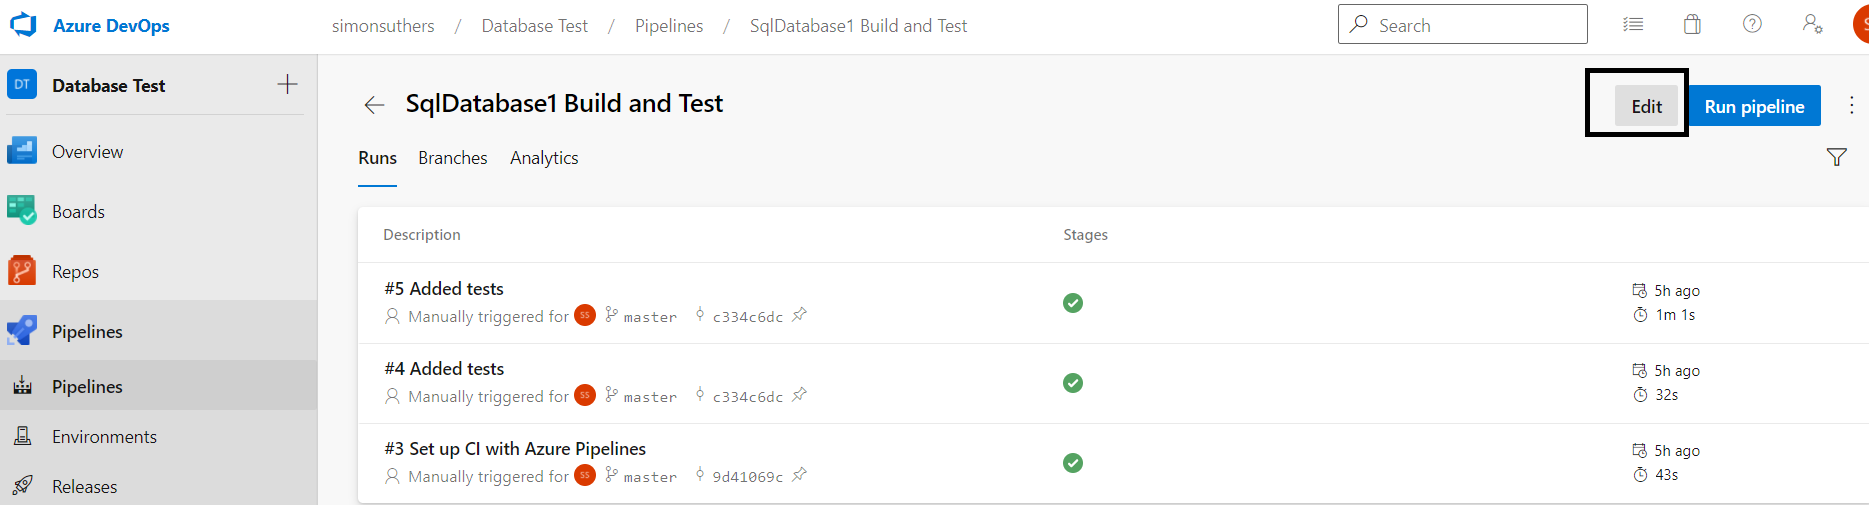 Azure DevOps
simonsuthers / Database Test / Pipelines / SqlDatabase1 Build and Test
Search
DT Database Test
SqlDatabase1 Build and Test
Edit
Run pipeline
Overview
Runs Branches Analytics
Boards
Description Stages
Repos
#5 Added tests
5h ago
Manually triggered for SS master c334c6dc
1m 1s
Pipelines
#4 Added tests
5h ago
Pipelines
Manually triggered for SS master c334c6dc
32s
Environments
#3 Set up CI with Azure Pipelines
5h ago
Manually triggered for SS master 9d41069c
43s
Releases